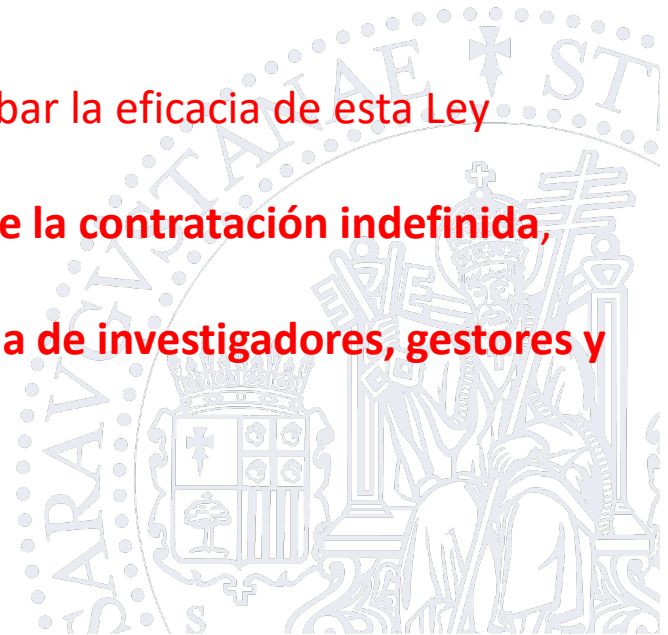 bar la eficacia de esta Ley
e la contratación indefinida,
a de investigadores, gestores y